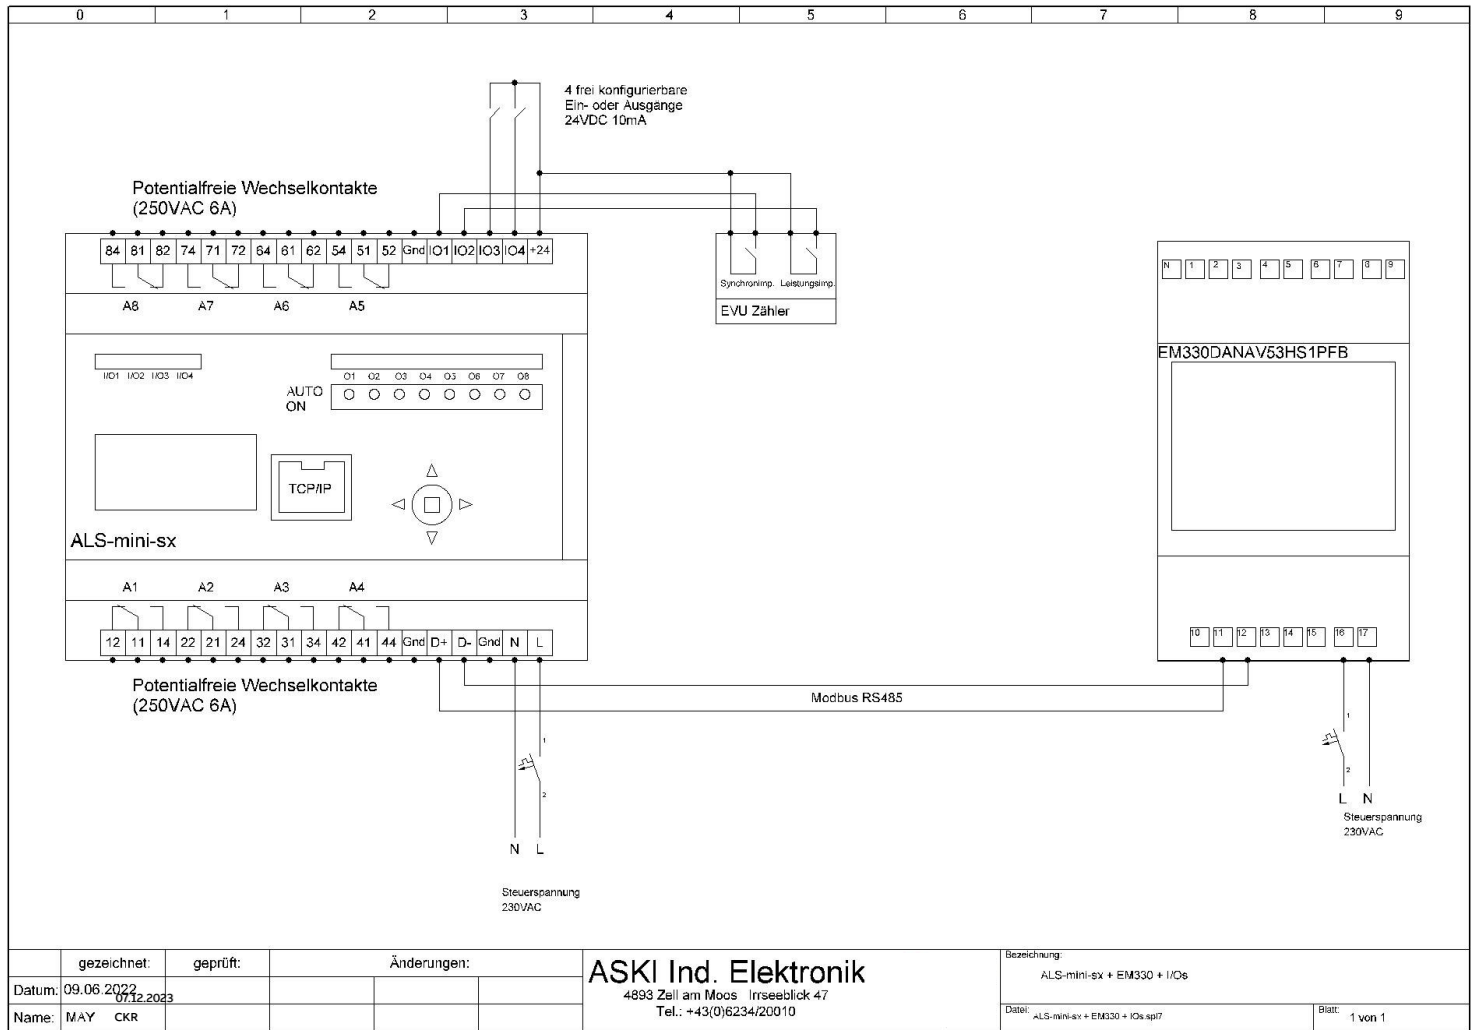 0 1 2 3 4 5 6 7 8 9
4 frei konfigurierbare
Ein- oder Ausgänge
24VDC 10mA
Potentialfreie Wechselkontakte
(250VAC 6A)
84 81 82 74 71 72 64 61 62 54 51 52 Gnd IO1 IO2 IO3 IO4 +24
A8 A7 A6 A5
Synchronimp. Leistungsimp.
EVU Zähler
N 1 2 3 4 5 6 7 8 9
EM330DANAV53HS1PFB
I/O1 I/O2 I/O3 I/O4
O1 O2 O3 O4 O5 O6 O7 O8
AUTO
ON
TCP/IP
ALS-mini-sx
A1 A2 A3 A4
12 11 14 22 21 24 32 31 34 42 41 44 Gnd D+ D- Gnd N L
10 11 12 13 14 15 16 17
Potentialfreie Wechselkontakte
(250VAC 6A)
Modbus RS485
1
2
N L
Steuerspannung
230VAC
1
2
L N
Steuerspannung
230VAC
gezeichnet: geprüft: Änderungen:
Datum: 09.06.2022
07.12.2023
Name: MAY CKR
ASKI Ind. Elektronik
4893 Zell am Moos Irrseeblick 47
Tel.: +43(0)6234/20010
Bezeichnung:
ALS-mini-sx + EM330 + I/Os
Datei: ALS-mini-sx + EM330 + IOs.spl7
Blatt: 1 von 1